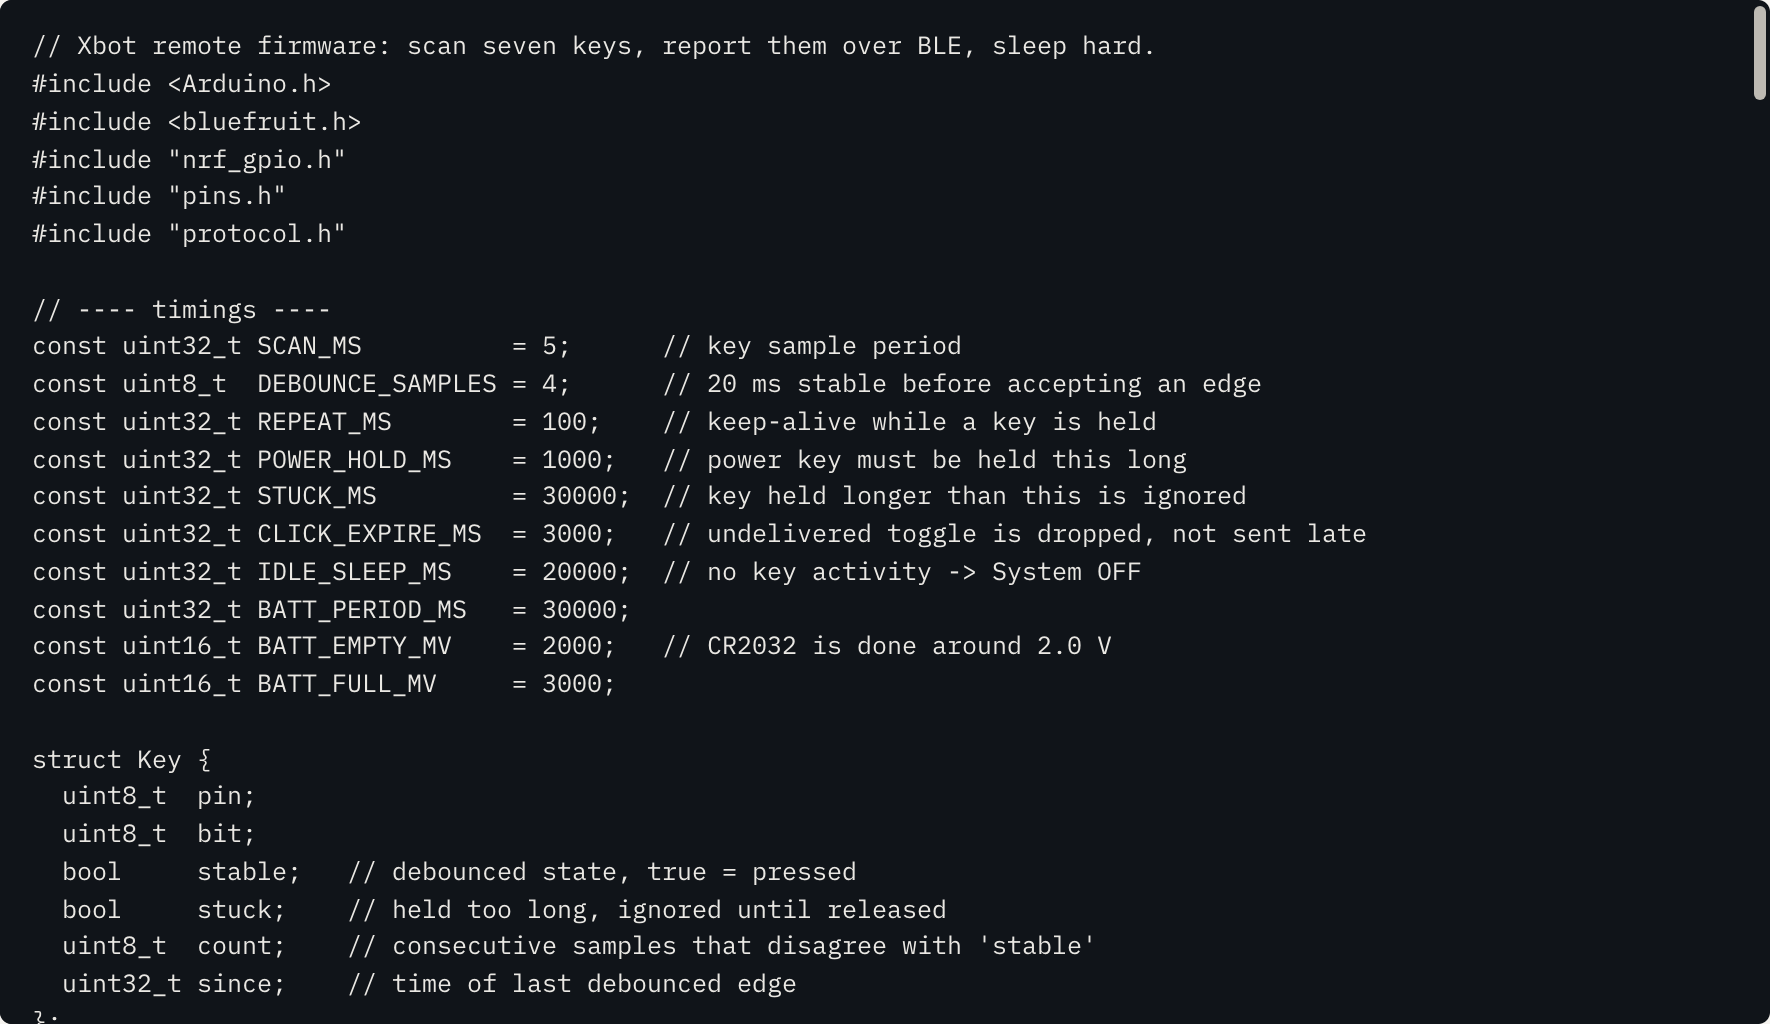 // Xbot remote firmware: scan seven keys, report them over BLE, sleep hard.
#include <Arduino.h>
#include <bluefruit.h>
#include "nrf_gpio.h"
#include "pins.h"
#include "protocol.h"

// ---- timings ----
const uint32_t SCAN_MS          = 5;      // key sample period
const uint8_t  DEBOUNCE_SAMPLES = 4;      // 20 ms stable before accepting an edge
const uint32_t REPEAT_MS        = 100;    // keep-alive while a key is held
const uint32_t POWER_HOLD_MS    = 1000;   // power key must be held this long
const uint32_t STUCK_MS         = 30000;  // key held longer than this is ignored
const uint32_t CLICK_EXPIRE_MS  = 3000;   // undelivered toggle is dropped, not sent late
const uint32_t IDLE_SLEEP_MS    = 20000;  // no key activity -> System OFF
const uint32_t BATT_PERIOD_MS   = 30000;
const uint16_t BATT_EMPTY_MV    = 2000;   // CR2032 is done around 2.0 V
const uint16_t BATT_FULL_MV     = 3000;

struct Key {
  uint8_t  pin;
  uint8_t  bit;
  bool     stable;   // debounced state, true = pressed
  bool     stuck;    // held too long, ignored until released
  uint8_t  count;    // consecutive samples that disagree with 'stable'
  uint32_t since;    // time of last debounced edge
};